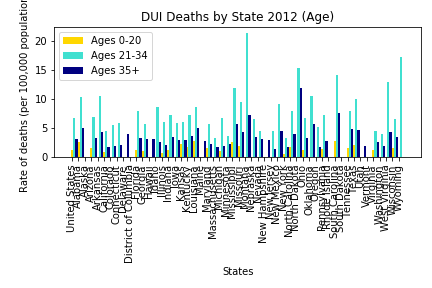 DUI Deaths by State 2012 (Age)
Rate of deaths (per 100,000 population
20
15
10
5
0
Ages 0-20
Ages 21-34
Ages 35+
United States
Alabama
Alaska
Arizona
Arkansas
California
Colorado
Connecticut
Delaware
District of Columbia
Florida
Georgia
Hawaii
Idaho
Illinois
Indiana
Iowa
Kansas
Kentucky
Louisiana
Maine
Maryland
Massachusetts
Michigan
Minnesota
Mississippi
Missouri
Montana
Nebraska
Nevada
New Hampshire
New Jersey
New Mexico
New York
North Carolina
North Dakota
Ohio
Oklahoma
Oregon
Pennsylvania
Rhode Island
South Carolina
South Dakota
Tennessee
Texas
Utah
Vermont
Virginia
Washington
West Virginia
Wisconsin
Wyoming
States